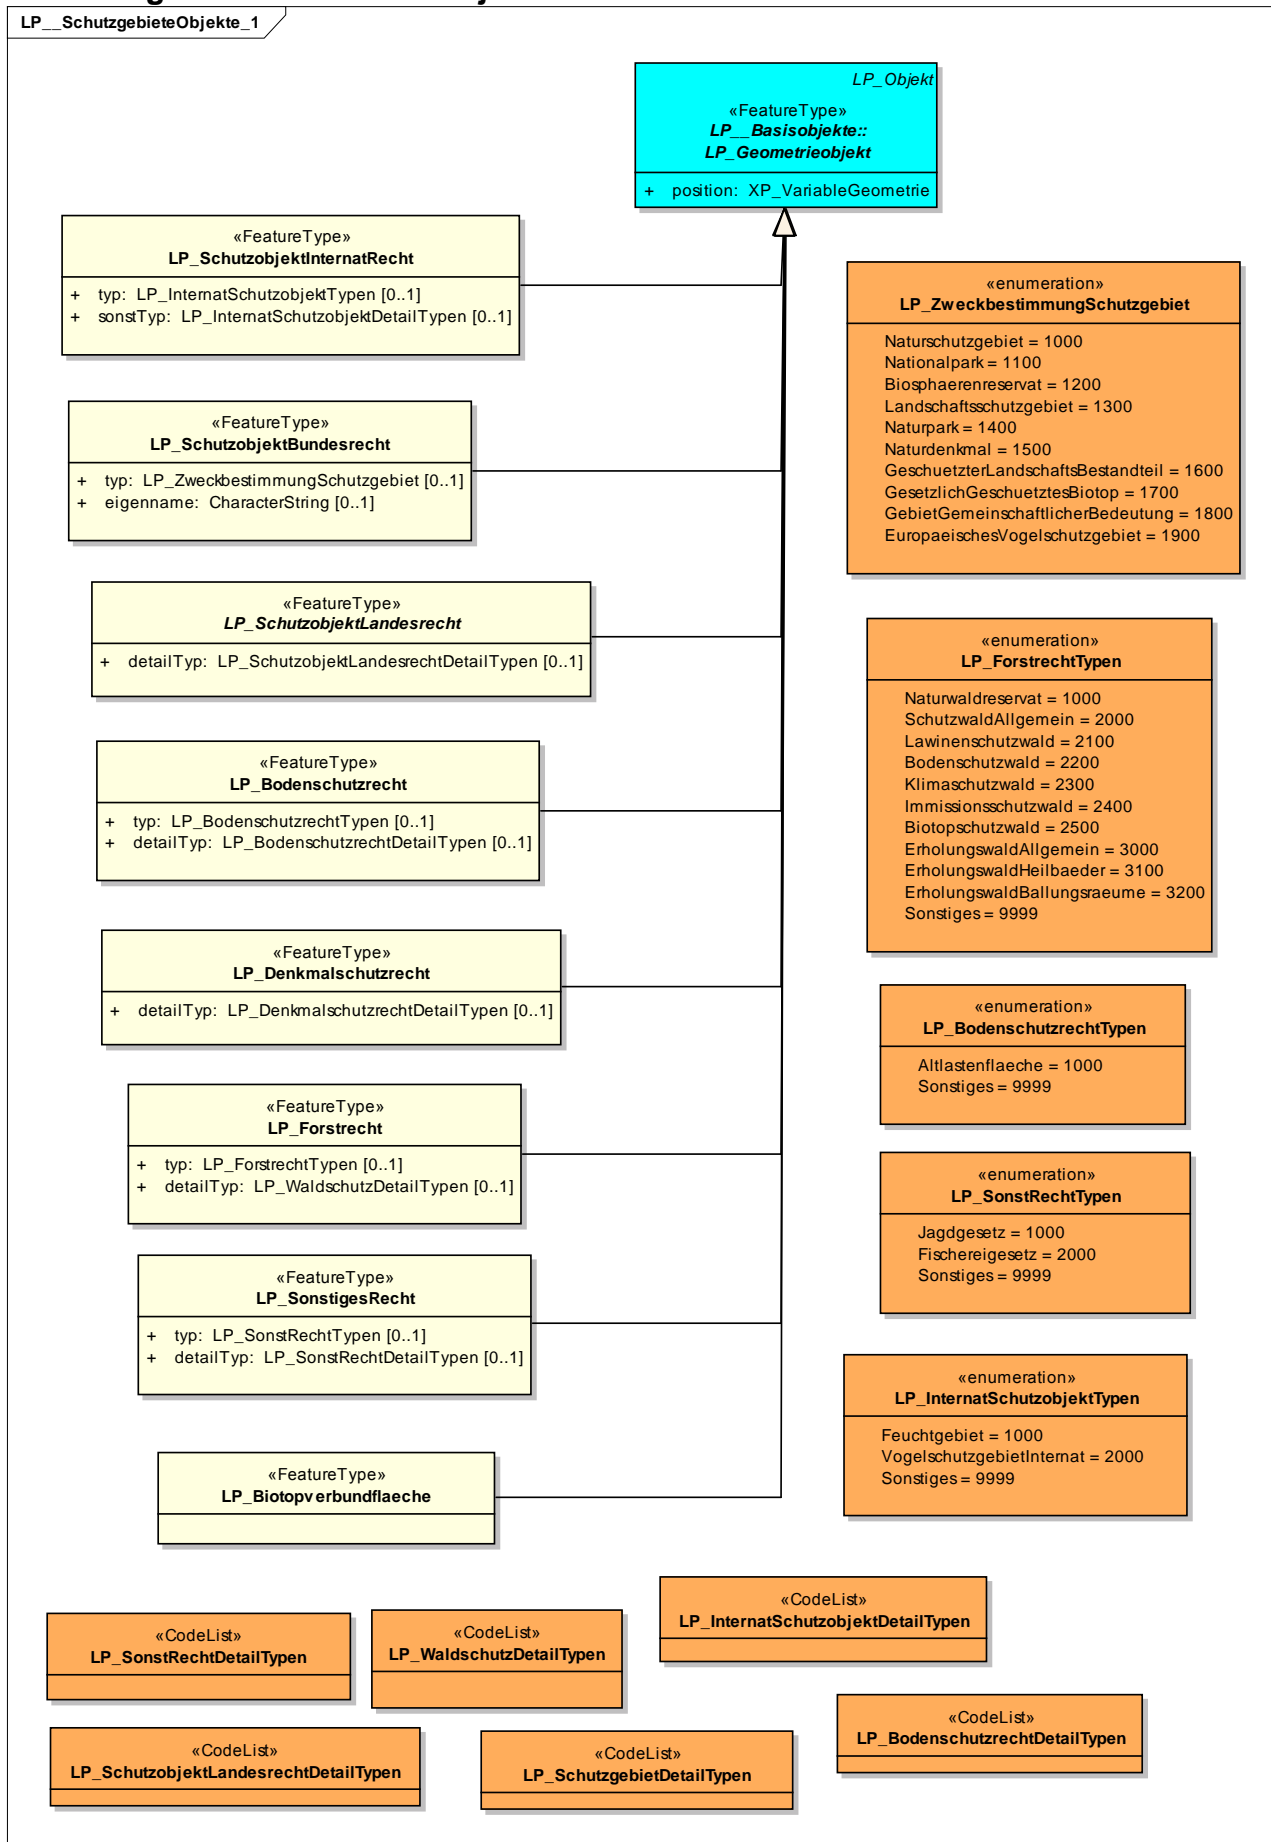 LP__SchutzgebieteObjekte_1
LP_Objekt
«FeatureType»
LP__Basisobjekte::
LP_Geometrieobjekt
+ position: XP_VariableGeometrie
«FeatureType»
LP_SchutzobjektInternatRecht
+ typ: LP_InternatSchutzobjektTypen [0..1]
+ sonstTyp: LP_InternatSchutzobjektDetailTypen [0..1]
«enumeration»
LP_ZweckbestimmungSchutzgebiet
Naturschutzgebiet = 1000
Nationalpark = 1100
Biosphaerenreservat = 1200
Landschaftsschutzgebiet = 1300
Naturpark = 1400
Naturdenkmal = 1500
GeschuetzterLandschaftsBestandteil = 1600
GesetzlichGeschuetztesBiotop = 1700
GebietGemeinschaftlicherBedeutung = 1800
EuropaeischesVogelschutzgebiet = 1900
«FeatureType»
LP_SchutzobjektBundesrecht
+ typ: LP_ZweckbestimmungSchutzgebiet [0..1]
+ eigenname: CharacterString [0..1]
«FeatureType»
LP_SchutzobjektLandesrecht
+ detailTyp: LP_SchutzobjektLandesrechtDetailTypen [0..1]
«enumeration»
LP_ForstrechtTypen
Naturwaldreservat = 1000
SchutzwaldAllgemein = 2000
Lawinenschutzwald = 2100
Bodenschutzwald = 2200
Klimaschutzwald = 2300
Immissionsschutzwald = 2400
Biotopschutzwald = 2500
ErholungswaldAllgemein = 3000
ErholungswaldHeilbaeder = 3100
ErholungswaldBallungsraeume = 3200
Sonstiges = 9999
«FeatureType»
LP_Bodenschutzrecht
+ typ: LP_BodenschutzrechtTypen [0..1]
+ detailTyp: LP_BodenschutzrechtDetailTypen [0..1]
«FeatureType»
LP_Denkmalschutzrecht
+ detailTyp: LP_DenkmalschutzrechtDetailTypen [0..1]
«enumeration»
LP_BodenschutzrechtTypen
Altlastenflaeche = 1000
Sonstiges = 9999
«FeatureType»
LP_Forstrecht
+ typ: LP_ForstrechtTypen [0..1]
+ detailTyp: LP_WaldschutzDetailTypen [0..1]
«enumeration»
LP_SonstRechtTypen
Jagdgesetz = 1000
Fischereigesetz = 2000
Sonstiges = 9999
«FeatureType»
LP_SonstigesRecht
+ typ: LP_SonstRechtTypen [0..1]
+ detailTyp: LP_SonstRechtDetailTypen [0..1]
«enumeration»
LP_InternatSchutzobjektTypen
Feuchtgebiet = 1000
VogelschutzgebietInternat = 2000
Sonstiges = 9999
«FeatureType»
LP_Biotopverbundflaeche
«CodeList»
LP_InternatSchutzobjektDetailTypen
«CodeList»
LP_SonstRechtDetailTypen
«CodeList»
LP_WaldschutzDetailTypen
«CodeList»
LP_BodenschutzrechtDetailTypen
«CodeList»
LP_SchutzobjektLandesrechtDetailTypen
«CodeList»
LP_SchutzgebietDetailTypen